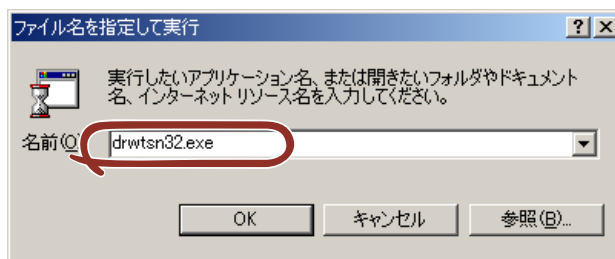 ファイル名を指定して実行
実行したいアプリケーション名、または開きたいフォルダやドキュメント
名、インターネット リソース名を入力してください。
名前(O)
drwtsn32.exe
OK
キャンセル
参照(B)...